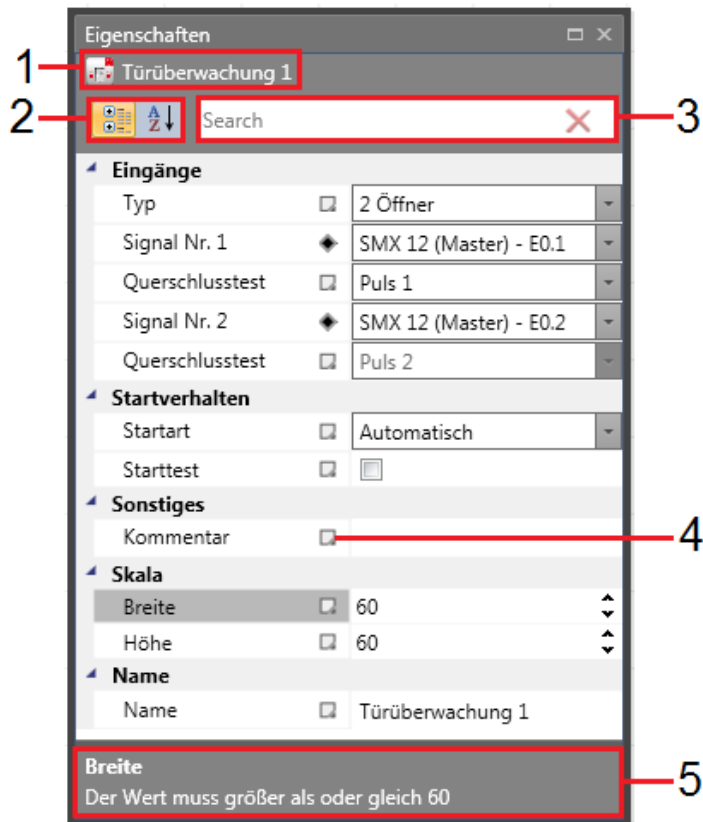 Eigenschaften
1 Türüberwachung 1
2 A Z Search 3
Eingänge
Typ 2 Öffner
Signal Nr. 1 SMX 12 (Master) - E0.1
Querschlusstest Puls 1
Signal Nr. 2 SMX 12 (Master) - E0.2
Querschlusstest Puls 2
Startverhalten
Startart Automatisch
Starttest
Sonstiges
Kommentar 4
Skala
Breite 60
Höhe 60
Name
Name Türüberwachung 1
Breite
Der Wert muss größer als oder gleich 60 5